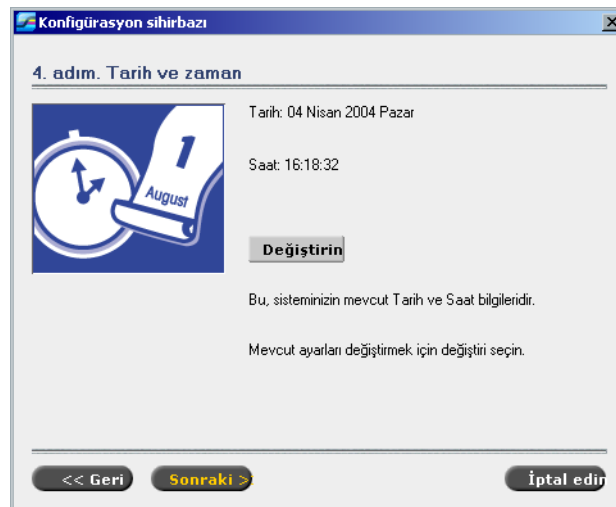 Konfigürasyon sihirbazı
4. adım. Tarih ve zaman
1
August
Tarih: 04 Nisan 2004 Pazar
Saat: 16:18:32
Değiştirin
Bu, sisteminizin mevcut Tarih ve Saat bilgileridir.
Mevcut ayarları değiştirmek için değiştiri seçin.
<< Geri
Sonraki >
İptal edin